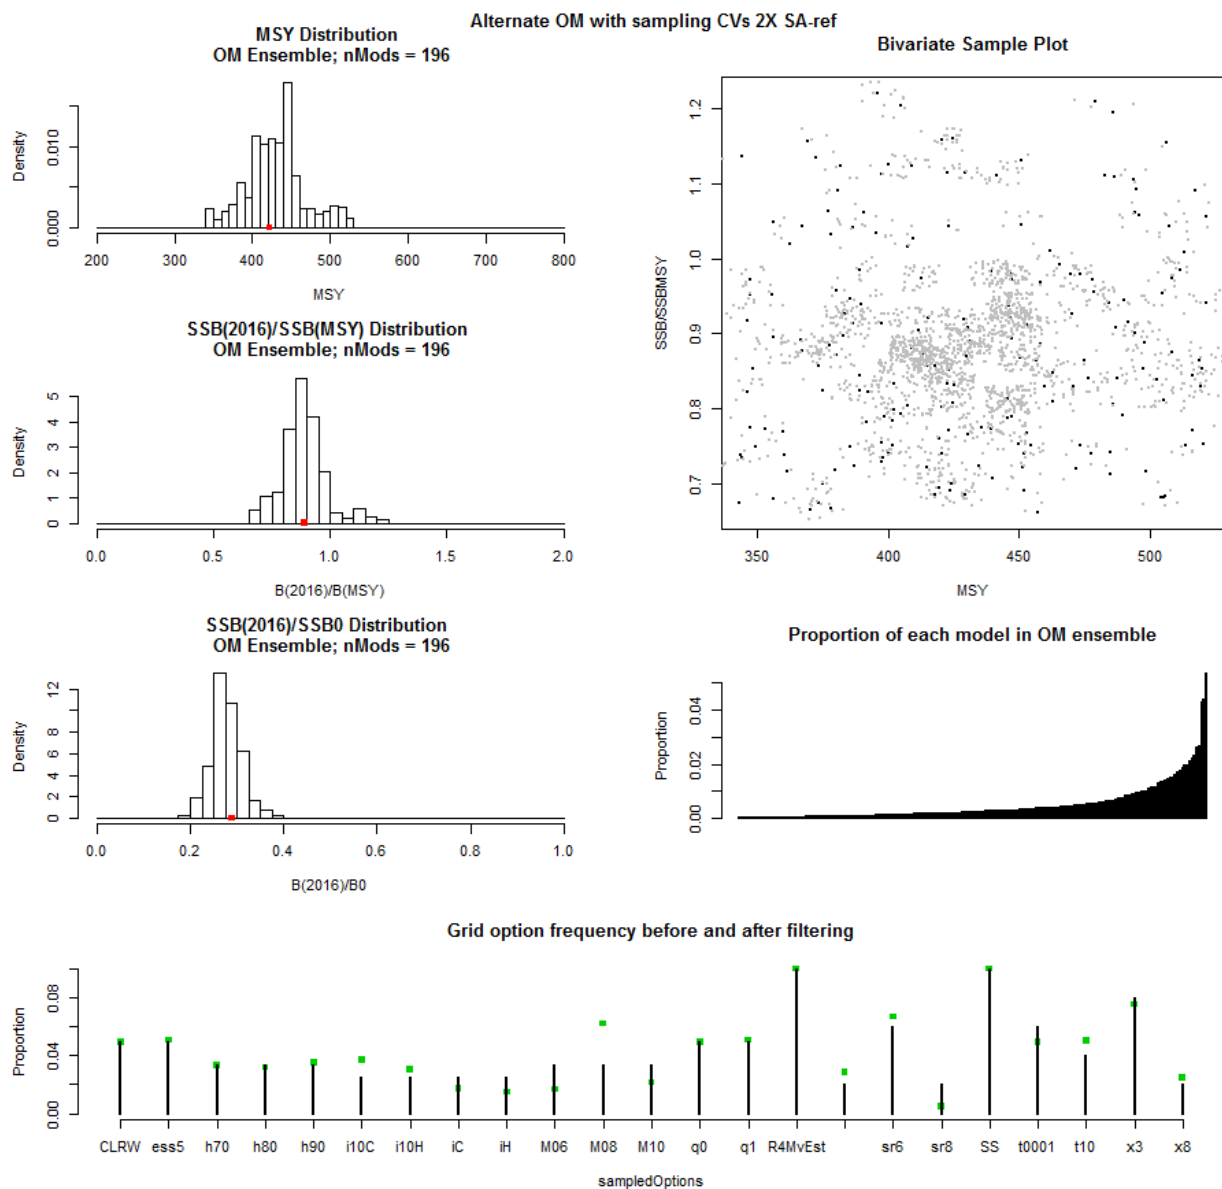 Alternate OM with sampling CVs 2X SA-ref
MSY Distribution
OM Ensemble; nMods = 196
Density
0.000 0.010
200 300 400 500 600 700 800
MSY
Bivariate Sample Plot
SSB/SSBMSY
0.7 0.8 0.9 1.0 1.1 1.2
350 400 450 500
MSY
SSB(2016)/SSB(MSY) Distribution
OM Ensemble; nMods = 196
Density
0 1 2 3 4 5
0.0 0.5 1.0 1.5 2.0
B(2016)/B(MSY)
SSB(2016)/SSB0 Distribution
OM Ensemble; nMods = 196
Density
0 2 4 6 8 12
0.0 0.2 0.4 0.6 0.8 1.0
B(2016)/B0
Proportion of each model in OM ensemble
Proportion
0.00 0.02 0.04
Grid option frequency before and after filtering
Proportion
0.00 0.04 0.08
CLRW ess5 h70 h80 h90 i10C i10H iC iH M06 M08 M10 q0 q1 R4MvEst sr6 sr8 SS t0001 t10 x3 x8
sampledOptions